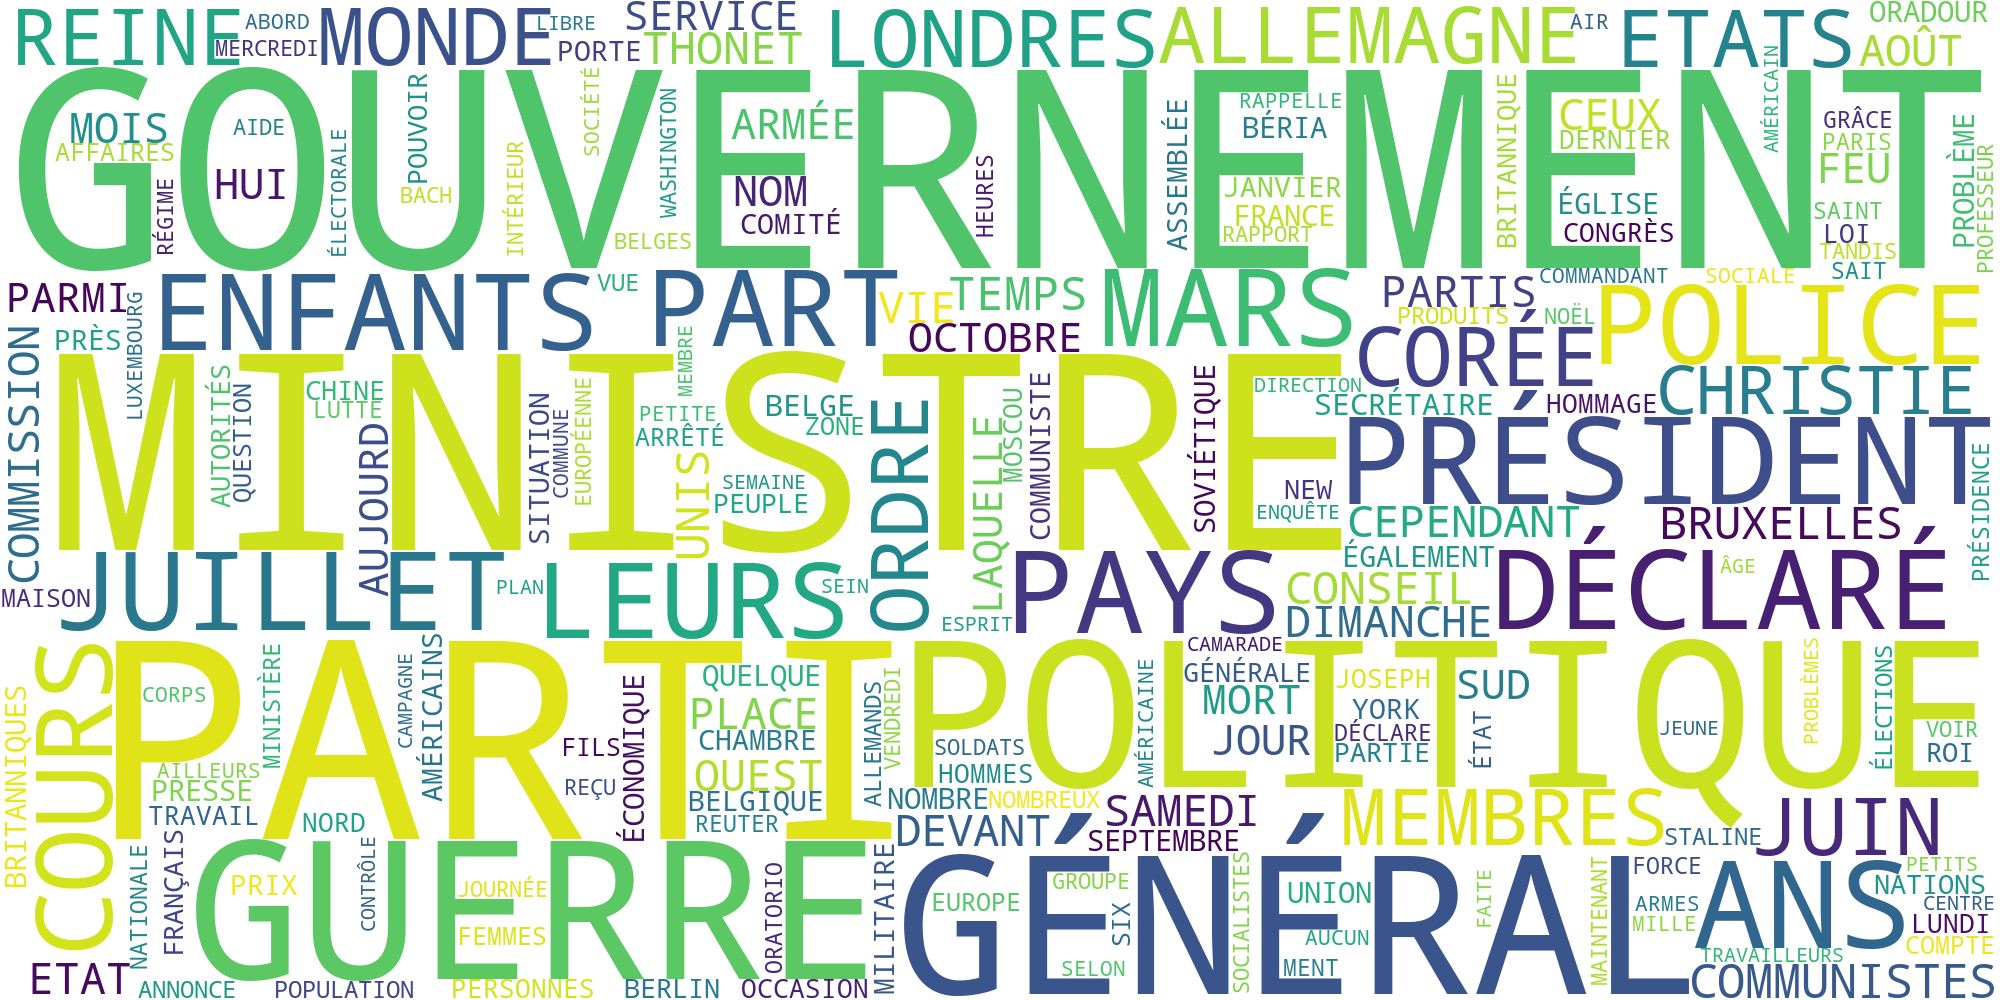 REINE
ABORD
MERCREDI
MONDE
LIBRE
PORTE
SERVICE
THONET
LONDRES
ALLEMAGNE
AIR
ETATS
ORADOUR
AOÛT
GOUVERNEMENT
MOIS
AFFAIRES
AIDE
HUI
RÉGIME
ÉLECTORALE
POUVOIR
BACH
INTÉRIEUR
SOCIÉTÉ
BELGES
WASHINGTON
ARMÉE
NOM
COMITÉ
HEURES
ASSEMBLÉE
RAPPELLE
BÉRIA
JANVIER
FRANCE
RAPPORT
BRITANNIQUE
CEUX
DERNIER
ÉGLISE
CONGRÈS
AMÉRICAIN
GRÂCE
PARIS
FEU
SAINT
LOI
TANDIS
SAIT
PROBLÈME
PROFESSEUR
PARMI
PRÈS
LUXEMBOURG
ENFANTS
VUE
PART
VIE
TEMPS
OCTOBRE
MARS
PARTIS
PRODUITS
COMMANDANT
NOËL
SOCIALE
CORÉE
POLICE
CHRISTIE
COMMISSION
MINISTRE
AUTORITÉS
QUESTION
CHINE
LUTTE
AUJOURD
SITUATION
COMMUNE
EUROPÉENNE
MEMBRE
PETITE
ARRÊTÉ
UNIS
BELGE
ZONE
SEMAINE
PEUPLE
ORDRE
LAQUELLE
MOSCOU
COMMUNISTE
SOVIÉTIQUE
DIRECTION
SECRÉTAIRE
NEW
ENQUÊTE
HOMMAGE
PRÉSIDENT
CEPENDANT
ÉGALEMENT
BRUXELLES
PRÉSIDENCE
MAISON
JUILLET
PLAN
LEURS
SEIN
ESPRIT
PAYS
CONSEIL
DIMANCHE
DÉCLARÉ
ÂGE
BRITANNIQUES
COURS
PARTI
CORPS
MINISTÈRE
AILLEURS
PRESSE
TRAVAIL
NORD
CAMPAGNE
AMÉRICAINS
FILS
REÇU
ÉCONOMIQUE
QUELQUE
PLACE
CHAMBRE
OUEST
BELGIQUE
REUTER
ALLEMANDS
VENDREDI
POLITIQUE
SOLDATS
HOMMES
NOMBRE
NOMBREUX
DEVANT
AMÉRICAINE
CAMARADE
GÉNÉRALE
MORT
JOUR
JOSEPH
YORK
DÉCLARE
PARTIE
SUD
ÉTAT
SAMEDI
SEPTEMBRE
MEMBRES
JEUNE
PROBLÈMES
ÉLECTIONS
VOIR
ROI
STALINE
JUIN
ETAT
NATIONALE
FRANÇAIS
ANNONCE
GUERRE
PRIX
CONTRÔLE
JOURNÉE
FEMMES
POPULATION
PERSONNES
BERLIN
ORATORIO
OCCASION
MILITAIRE
GÉNÉRAL
EUROPE
GROUPE
SIX
SELON
SOCIALISTES
UNION
AUCUN
MENT
FAITE
MAINTENANT
FORCE
ARMES
MILLE
ANS
PETITS
NATIONS
CENTRE
LUNDI
COMPTE
TRAVAILLEURS
COMMUNISTES